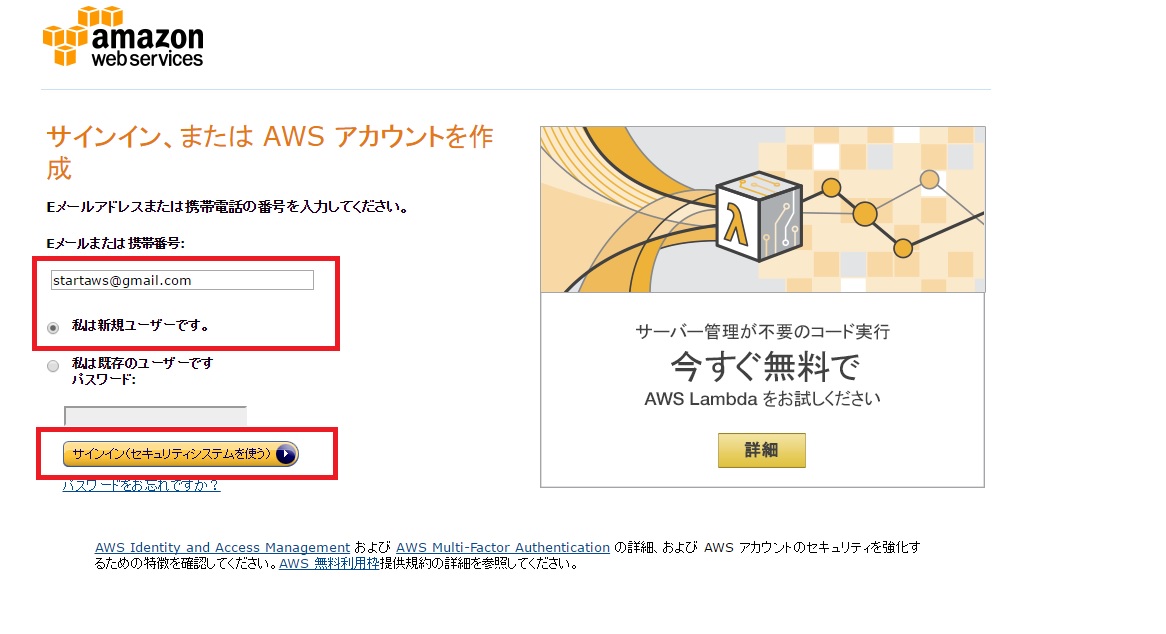 amazon
web services
サインイン、または AWS アカウントを作
成
Eメールアドレスまたは携帯電話の番号を入力してください。
Eメールまたは携帯番号:
startaws@gmail.com
私は新規ユーザーです。
私は既存のユーザーです
パスワード:
サインイン(セキュリティシステムを使う)
パスワードをお忘れですか？
λ
サーバー管理が不要のコード実行
今すぐ無料で
AWS Lambda をお試しください
詳細
AWS Identity and Access Management および AWS Multi-Factor Authentication の詳細、および AWS アカウントのセキュリティを強化す
るための特徴を確認してください。AWS 無料利用枠提供規約の詳細を参照してください。